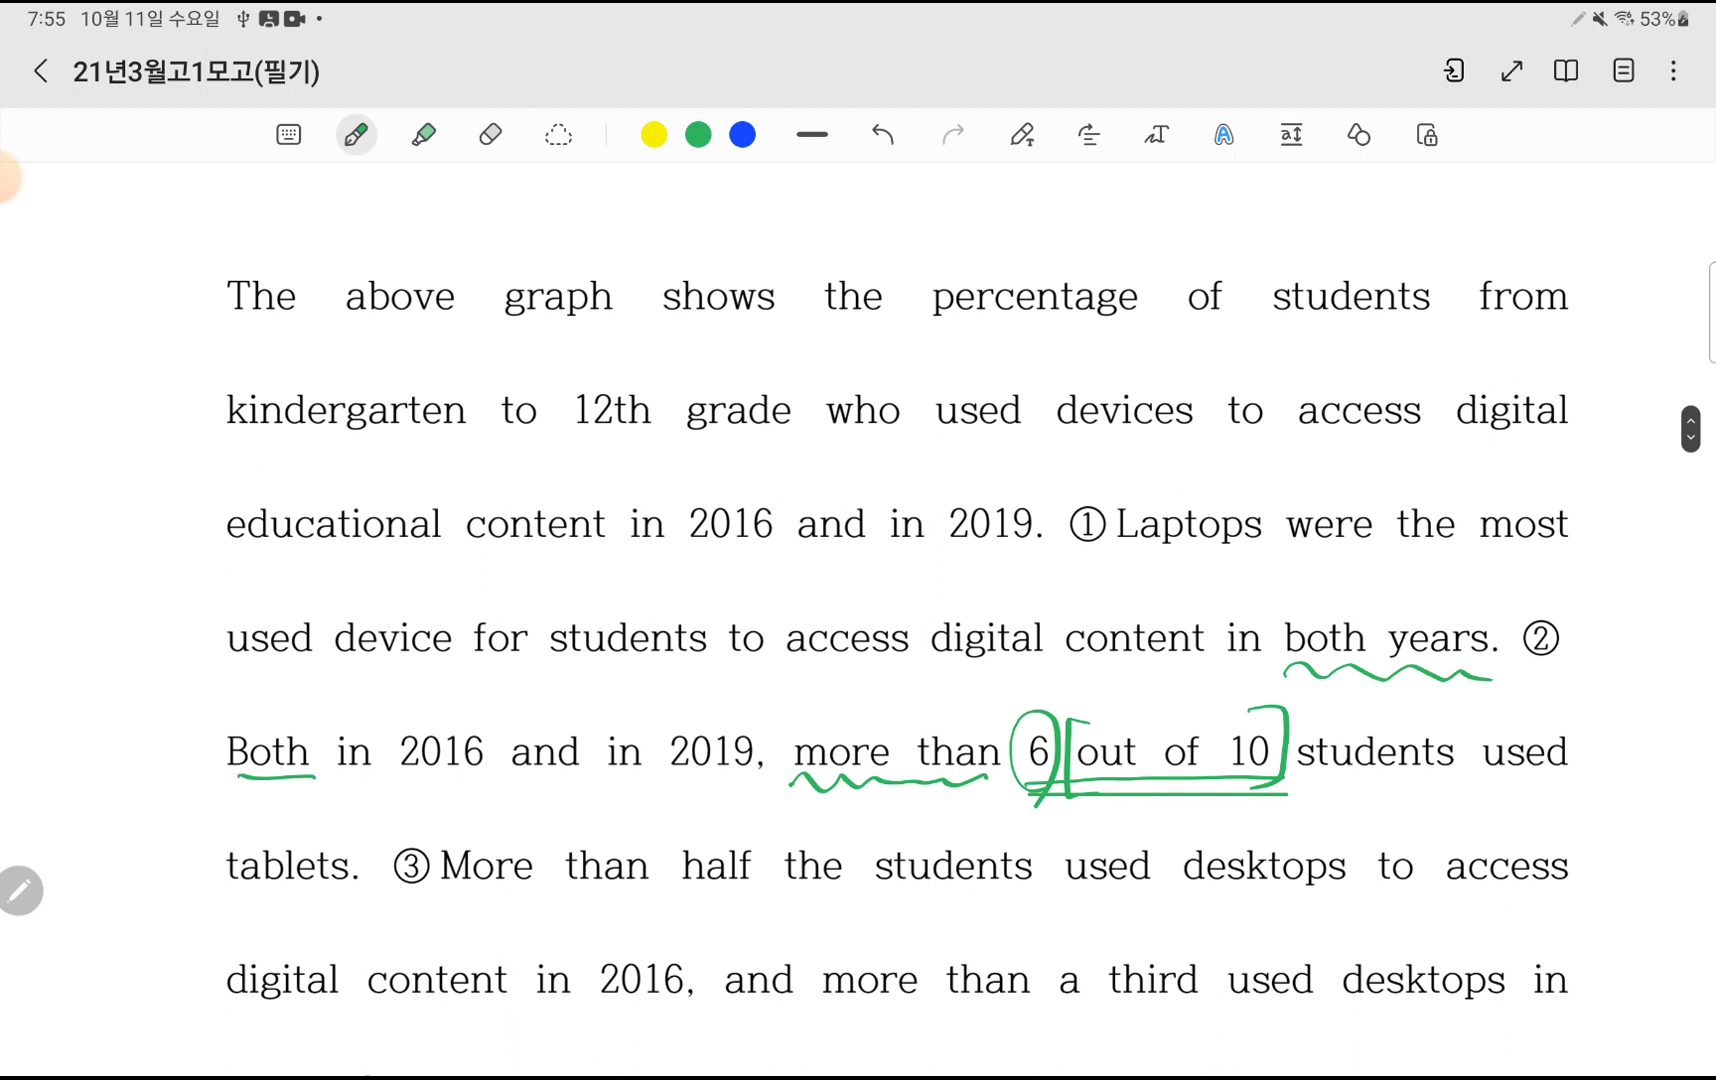 7:55 10월 11일 수요일 53%
21년3월고1모고(필기)
The above graph shows the percentage of students from
kindergarten to 12th grade who used devices to access digital
educational content in 2016 and in 2019. ① Laptops were the most
used device for students to access digital content in both years. ②
Both in 2016 and in 2019, more than 6 out of 10 students used
tablets. ③ More than half the students used desktops to access
digital content in 2016, and more than a third used desktops in